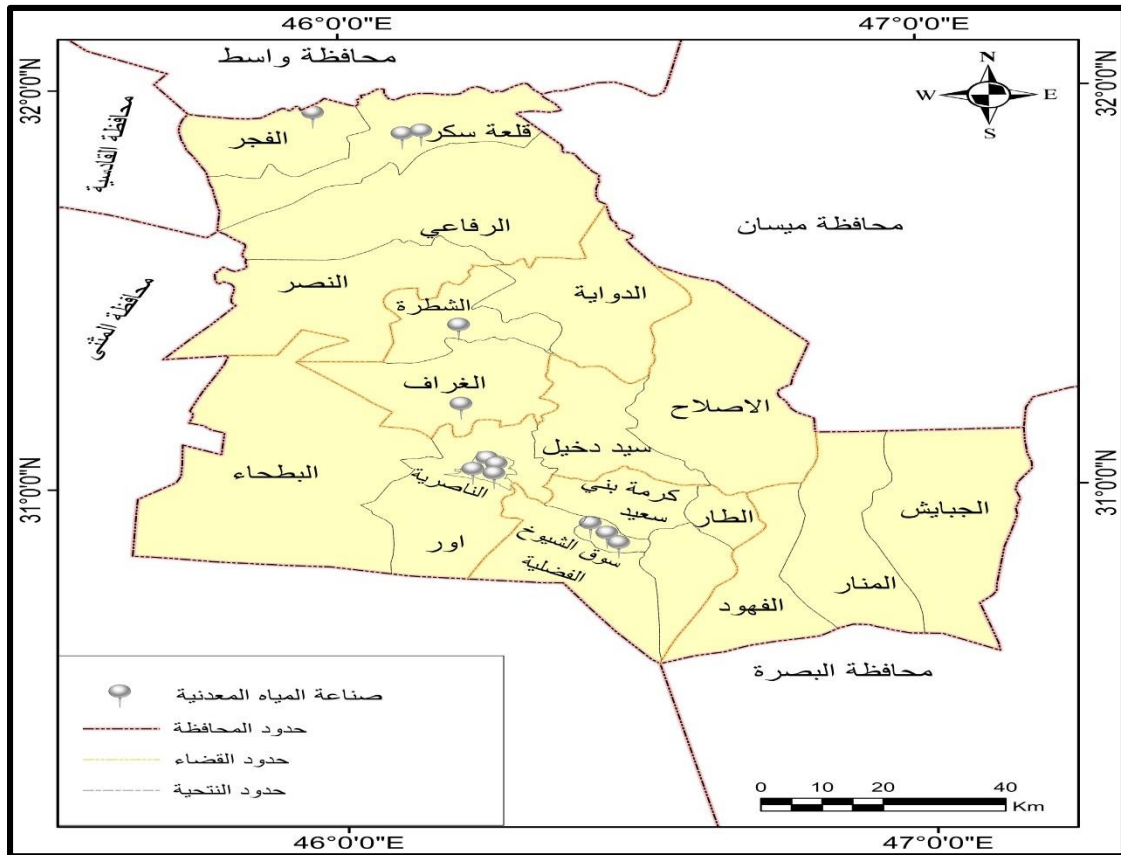 46°0'0"E
47°0'0"E
محافظة واسط
32°0'0"N
32°0'0"N
N
W
E
S
محافظة القادسية
الفجر
قلعة سكر
الرفاعي
محافظة ميسان
النصر
الدواية
محافظة المثنى
الشطرة
الغراف
الاصلاح
سيد دخيل
البطحاء
الناصرية
كرمة بني
سعيد
31°0'0"N
31°0'0"N
الطار
الجبايش
اور
سوق الشيوخ
الفضلية
المنار
الفهود
محافظة البصرة
صناعة المياه المعدنية
حدود المحافظة
حدود القضاء
حدود النتحية
0 10 20 40
Km
46°0'0"E
47°0'0"E